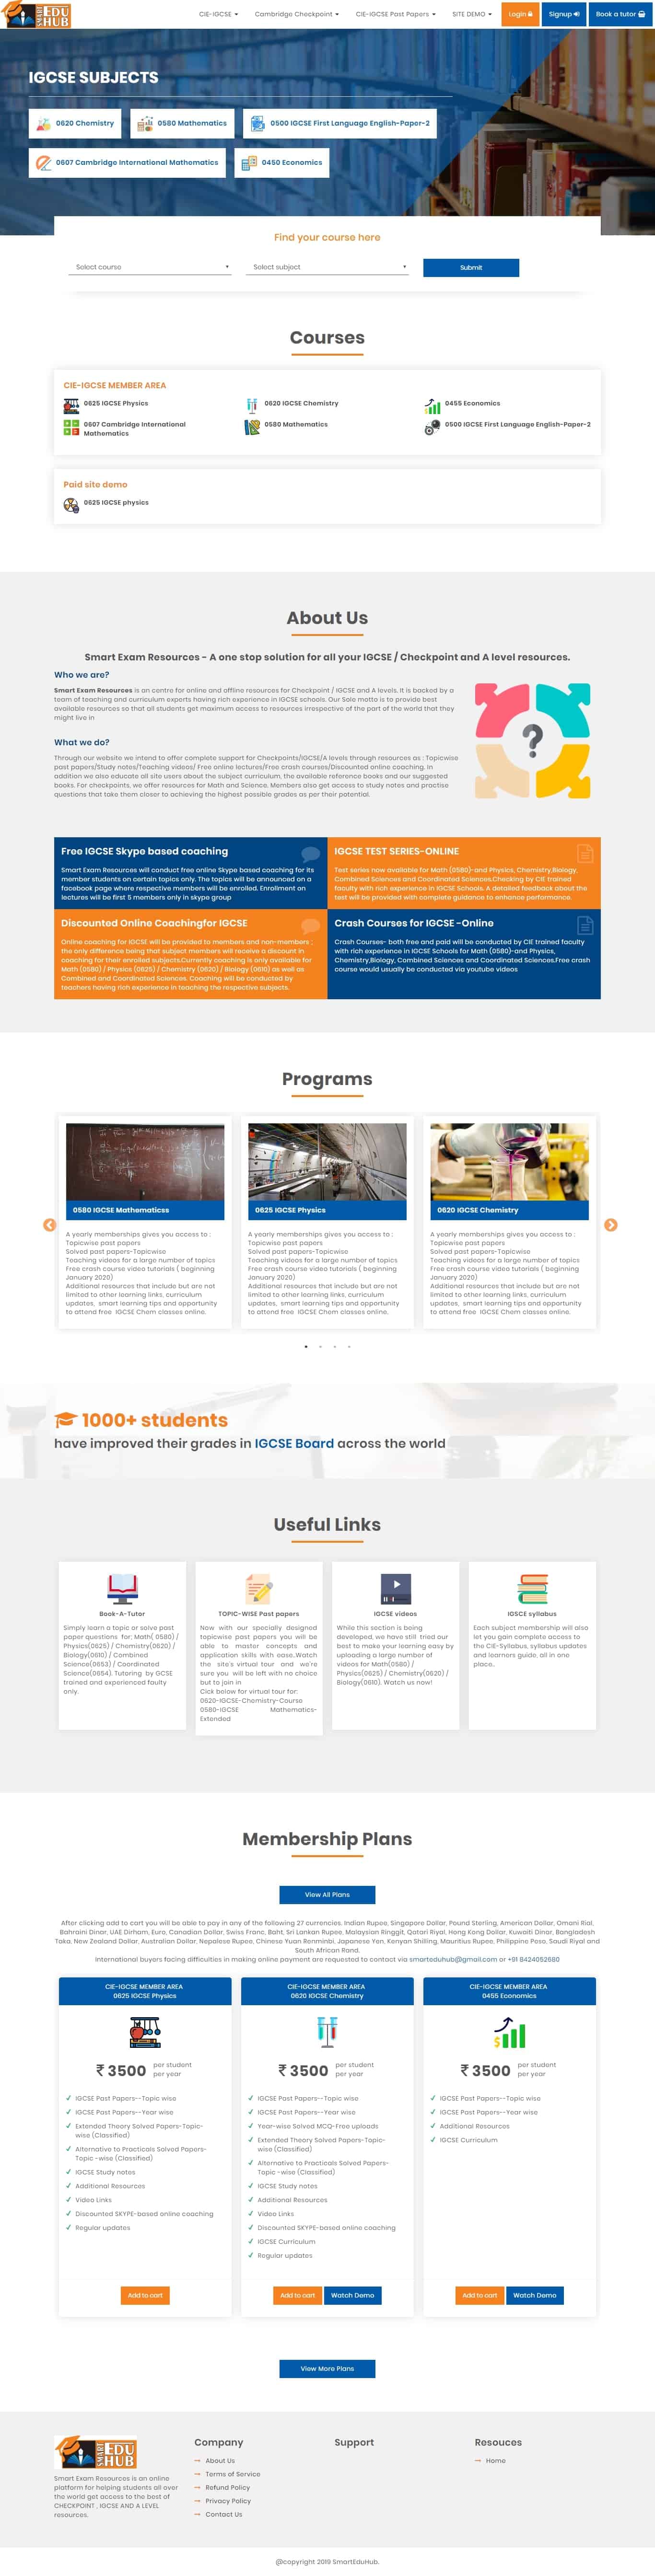 SMART EDU HUB
CIE-IGCSE
Cambridge Checkpoint
CIE-IGCSE Past Papers
SITE DEMO
Login
Signup
Book a tutor
IGCSE SUBJECTS
0620 Chemistry
0580 Mathematics
0500 IGCSE First Language English-Paper-2
0607 Cambridge International Mathematics
0450 Economics
Find your course here
Select course
Select subject
Submit
Courses
CIE-IGCSE MEMBER AREA
0625 IGCSE Physics
0620 IGCSE Chemistry
0455 Economics
0607 Cambridge International
Mathematics
0580 Mathematics
0500 IGCSE First Language English-Paper-2
Paid site demo
0625 IGCSE physics
About Us
Smart Exam Resources - A one stop solution for all your IGCSE / Checkpoint and A level resources.
Who we are?
Smart Exam Resources is an centre for online and offline resources for Checkpoint / IGCSE and A levels. It is backed by a
team of teaching and curriculum experts having rich experience in IGCSE schools. Our Sole motto is to provide best
available resources so that all students get maximum access to resources irrespective of the part of the world that they
might live in
What we do?
Through our website we intend to offer complete support for Checkpoints/IGCSE/A levels through resources as : Topicwise
past papers/Study notes/Teaching videos/ Free online lectures/Free crash courses/Discounted online coaching. In
addition we also educate all site users about the subject curriculum, the available reference books and our suggested
books. For checkpoints, we offer resources for Math and Science. Members also get access to study notes and practise
questions that take them closer to achieving the highest possible grades as per their potential.
Free IGCSE Skype based coaching
Smart Exam Resources will conduct free online Skype based coaching for its
member students on certain topics only. The topics will be announced on a
facebook page where respective members will be enrolled. Enrollment on
lectures will be first 5 members only in skype group
IGCSE TEST SERIES-ONLINE
Test series now available for Math (0580)-and Physics, Chemistry,Biology,
Combined Sciences and Coordinated Sciences.Checking by CIE trained
faculty with rich experience in IGCSE Schools. A detailed feedback about the
test will be provided with complete guidance to enhance performance.
Discounted Online Coachingfor IGCSE
Online coaching for IGCSE will be provided to members and non-members ;
the only difference being that subject members will receive a discount in
coaching for their enrolled subjects.Currently coaching is only available for
Math (0580) / Physics (0625) / Chemistry (0620) / Biology (0610) as well as
Combined and Coordinated Sciences. Coaching will be conducted by
teachers having rich experience in teaching the respective subjects.
Crash Courses for IGCSE -Online
Crash Courses- both free and paid will be conducted by CIE trained faculty
with rich experience in IGCSE Schools for Math (0580)-and Physics,
Chemistry,Biology, Combined Sciences and Coordinated Sciences.Free crash
course would usually be conducted via youtube videos
Programs
0580 IGCSE Mathematicss
A yearly memberships gives you access to :
Topicwise past papers
Solved past papers-Topicwise
Teaching videos for a large number of topics
Free crash course video tutorials ( beginning
January 2020)
Additional resources that include but are not
limited to other learning links, curriculum
updates, smart learning tips and opportunity
to attend free IGCSE Chem classes online.
0625 IGCSE Physics
A yearly memberships gives you access to :
Topicwise past papers
Solved past papers-Topicwise
Teaching videos for a large number of topics
Free crash course video tutorials ( beginning
January 2020)
Additional resources that include but are not
limited to other learning links, curriculum
updates, smart learning tips and opportunity
to attend free IGCSE Chem classes online.
0620 IGCSE Chemistry
A yearly memberships gives you access to :
Topicwise past papers
Solved past papers-Topicwise
Teaching videos for a large number of topics
Free crash course video tutorials ( beginning
January 2020)
Additional resources that include but are not
limited to other learning links, curriculum
updates, smart learning tips and opportunity
to attend free IGCSE Chem classes online.
1000+ students
have improved their grades in IGCSE Board across the world
Useful Links
Book-A-Tutor
Simply learn a topic or solve past
paper questions for: Math( 0580) /
Physics(0625) / Chemistry(0620) /
Biology(0610) / Combined
Science(0653) / Coordinated
Science(0654). Tutoring by GCSE
trained and experienced faulty
only.
TOPIC-WISE Past papers
Now with our specially designed
topicwise past papers you will be
able to master concepts and
application skills with ease..Watch
the site's virtual tour and we're
sure you will be left with no choice
but to join in
Click below for virtual tour for:
0620-IGCSE-Chemistry-Course
0580-IGCSE Mathematics-
Extended
IGCSE videos
While this section is being
developed, we have still tried our
best to make your learning easy by
uploading a large number of
videos for Math(0580) /
Physics(0625) / Chemistry(0620) /
Biology(0610). Watch us now!
IGSCE syllabus
Each subject membership will also
let you gain complete access to
the CIE-Syllabus, syllabus updates
and learners guide, all in one
place..
Membership Plans
View All Plans
After clicking add to cart you will be able to pay in any of the following 27 currencies. Indian Rupee, Singapore Dollar, Pound Sterling, American Dollar, Omani Rial,
Bahraini Dinar, UAE Dirham, Euro, Canadian Dollar, Swiss Franc, Baht, Sri Lankan Rupee, Malaysian Ringgit, Qatari Riyal, Hong Kong Dollar, Kuwaiti Dinar, Bangladesh
Taka, New Zealand Dollar, Australian Dollar, Nepalese Rupee, Chinese Yuan Renminbi, Japanese Yen, Kenyan Shilling, Mauritius Rupee, Philippine Peso, Saudi Riyal and
South African Rand.
International buyers facing difficulties in making online payment are requested to contact via smarteduhub@gmail.com or +91 8424052680
CIE-IGCSE MEMBER AREA
0625 IGCSE Physics
₹ 3500 per student
per year
IGCSE Past Papers--Topic wise
IGCSE Past Papers--Year wise
Extended Theory Solved Papers-Topic-
wise (Classified)
Alternative to Practicals Solved Papers-
Topic -wise (Classified)
IGCSE Study notes
Additional Resources
Video Links
Discounted SKYPE-based online coaching
Regular updates
Add to cart
CIE-IGCSE MEMBER AREA
0620 IGCSE Chemistry
₹ 3500 per student
per year
IGCSE Past Papers--Topic wise
IGCSE Past Papers--Year wise
Year-wise Solved MCQ-Free uploads
Extended Theory Solved Papers-Topic-
wise (Classified)
Alternative to Practicals Solved Papers-
Topic -wise (Classified)
IGCSE Study notes
Additional Resources
Video Links
Discounted SKYPE-based online coaching
IGCSE Curriculum
Regular updates
Add to cart
Watch Demo
CIE-IGCSE MEMBER AREA
0455 Economics
₹ 3500 per student
per year
IGCSE Past Papers--Topic wise
IGCSE Past Papers--Year wise
Additional Resources
IGCSE Curriculum
Add to cart
Watch Demo
View More Plans
SMART EDU HUB
Smart Exam Resources is an online
platform for helping students all over
the world get access to the best of
CHECKPOINT , IGCSE AND A LEVEL
resources.
Company
About Us
Terms of Service
Refund Policy
Privacy Policy
Contact Us
Support
Resouces
Home
@copyright 2019 SmartEduHub.